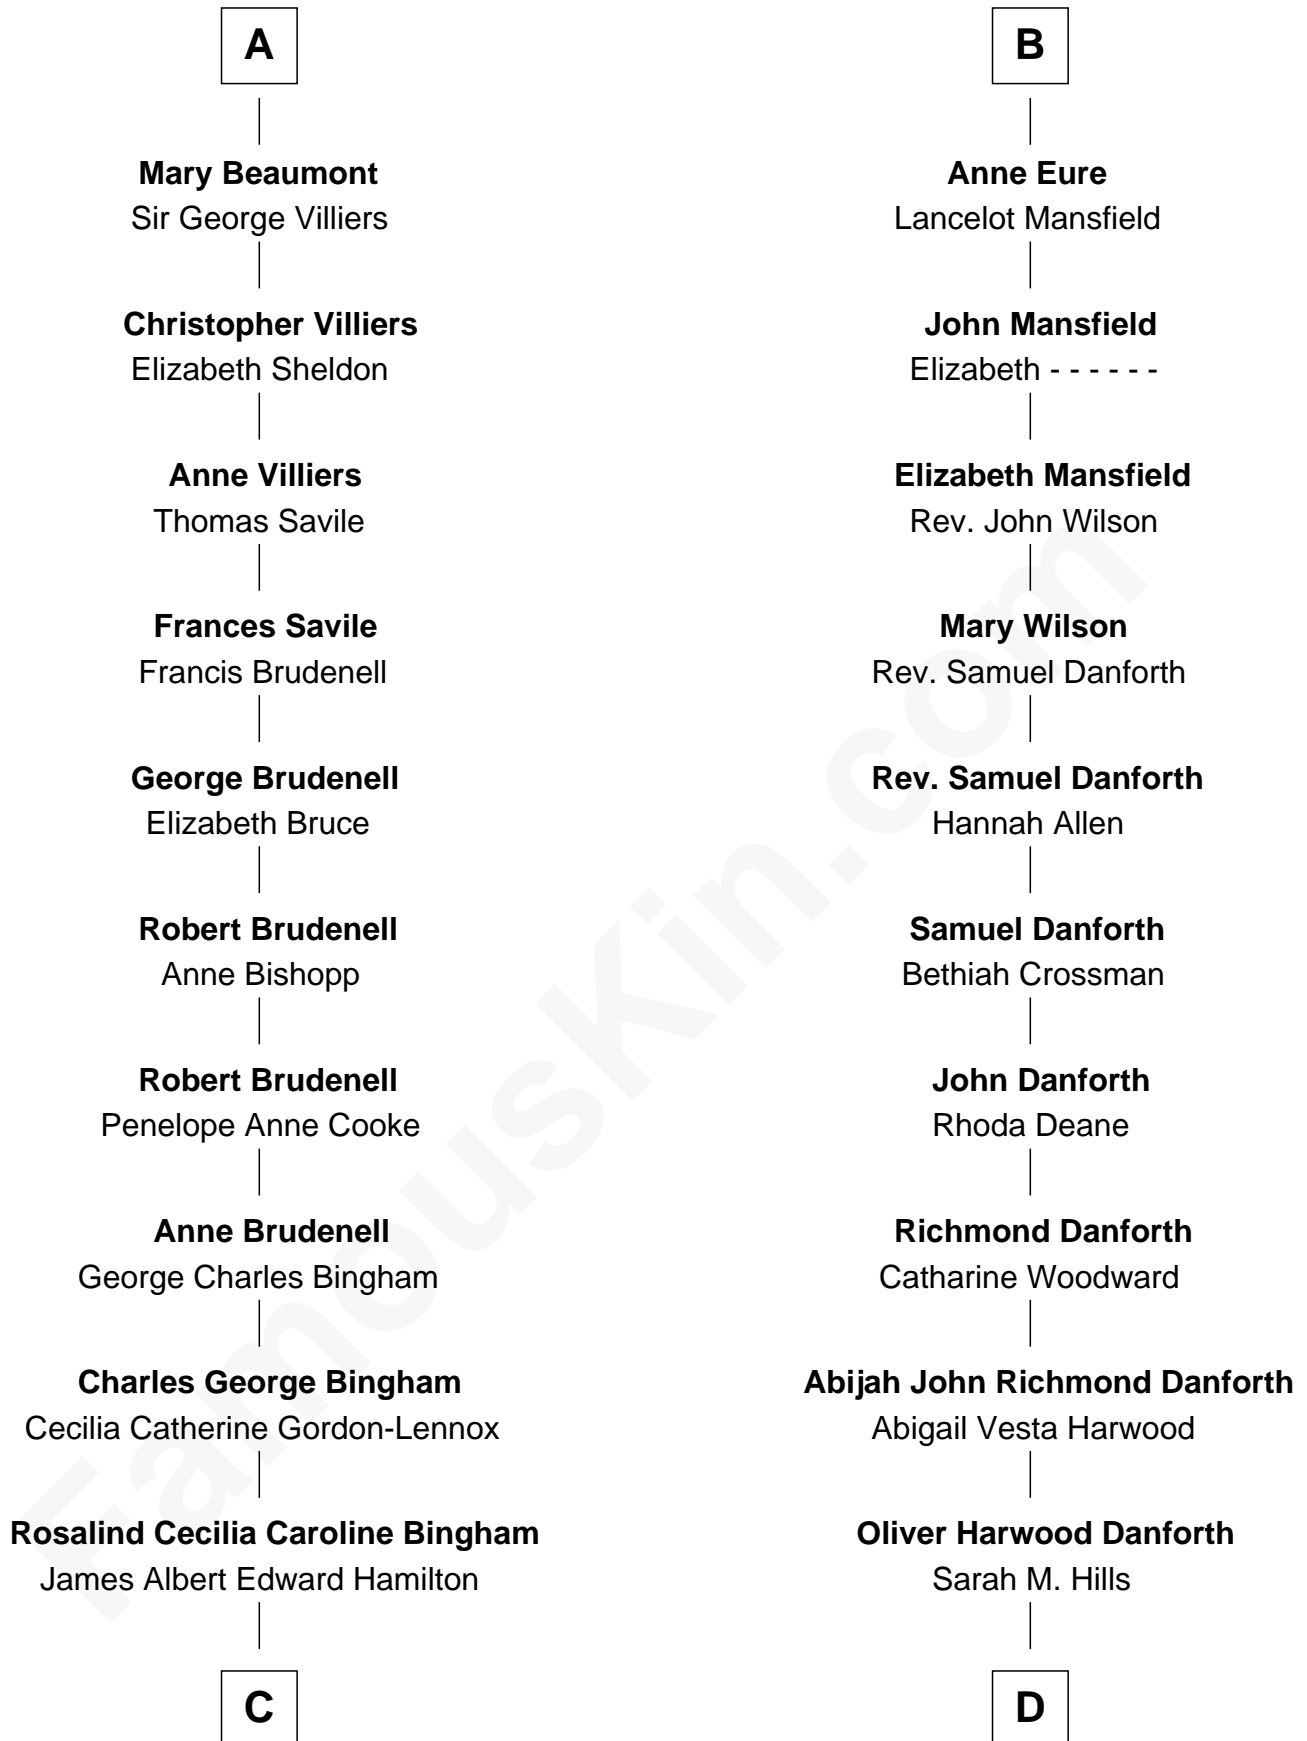 A
Mary Beaumont
Sir George Villiers
Christopher Villiers
Elizabeth Sheldon
Anne Villiers
Thomas Savile
Frances Savile
Francis Brudenell
George Brudenell
Elizabeth Bruce
Robert Brudenell
Anne Bishopp
Robert Brudenell
Penelope Anne Cooke
Anne Brudenell
George Charles Bingham
Charles George Bingham
Cecilia Catherine Gordon-Lennox
Rosalind Cecilia Caroline Bingham
James Albert Edward Hamilton
C
B
Anne Eure
Lancelot Mansfield
John Mansfield
Elizabeth - - - - - -
Elizabeth Mansfield
Rev. John Wilson
Mary Wilson
Rev. Samuel Danforth
Rev. Samuel Danforth
Hannah Allen
Samuel Danforth
Bethiah Crossman
John Danforth
Rhoda Deane
Richmond Danforth
Catharine Woodward
Abijah John Richmond Danforth
Abigail Vesta Harwood
Oliver Harwood Danforth
Sarah M. Hills
D
FamousKin.com